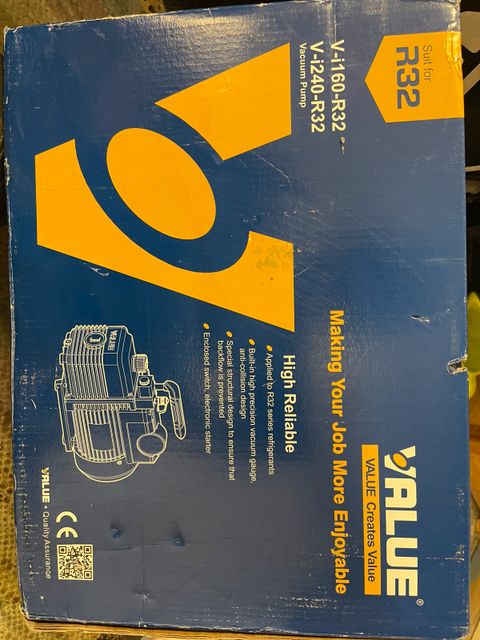 Suit for
R32
V-i160-R32
V-i240-R32
Vacuum Pump
VALUE
VALUE Creates Value
Making Your Job More Enjoyable
High Reliable
• Applied to R32 series refrigerants
• Built-in high precision vacuum gauge,
anti-collision design
• Special structural design to ensure that
backflow is prevented
• Enclosed switch, electronic starter
VALUE
VALUE • Quality Assurance
CE